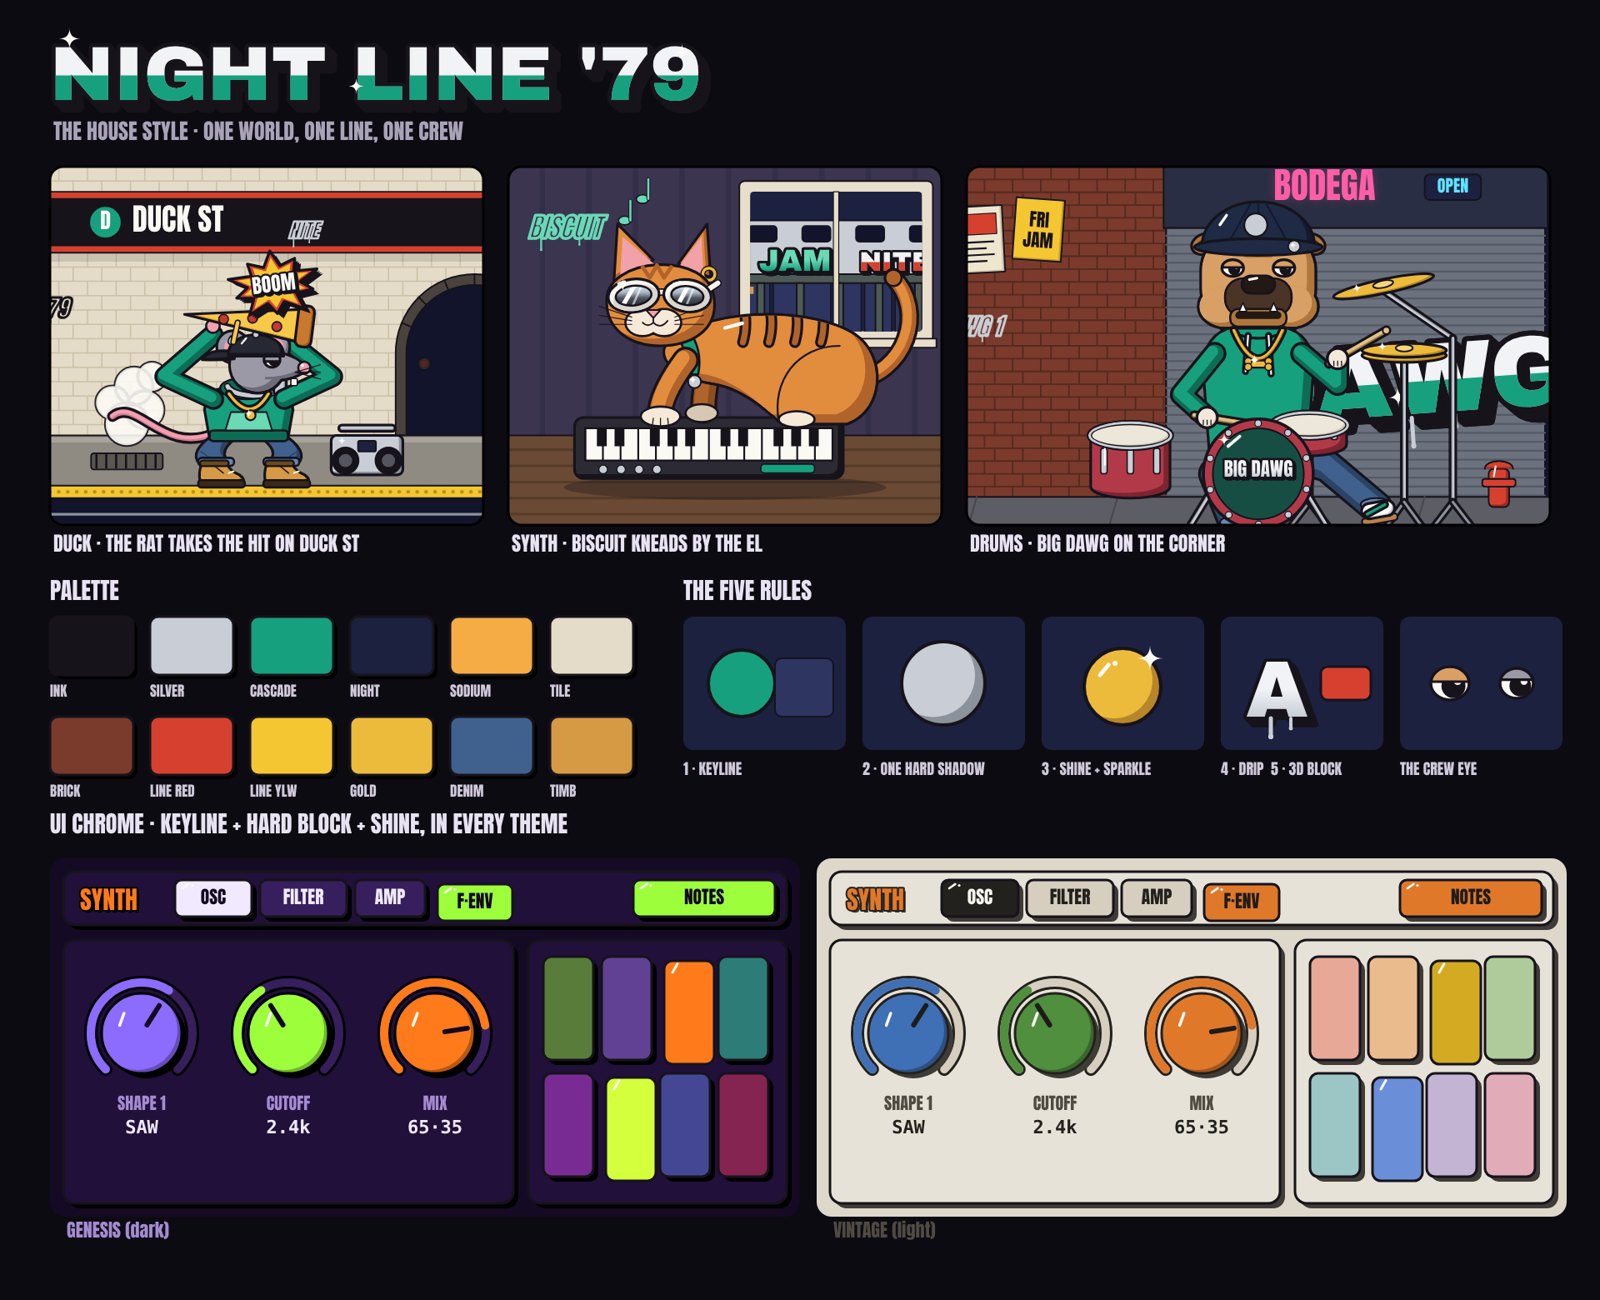 NIGHT LINE '79
THE HOUSE STYLE · ONE WORLD, ONE LINE, ONE CREW
D DUCK ST
NITE
79
BOOM
BISCUIT
JAM
NITE
BODEGA
OPEN
FRI
JAM
WG 1
AWG
BIG DAWG
DUCK · THE RAT TAKES THE HIT ON DUCK ST
SYNTH · BISCUIT KNEADS BY THE EL
DRUMS · BIG DAWG ON THE CORNER
PALETTE
INK
SILVER
CASCADE
NIGHT
SODIUM
TILE
BRICK
LINE RED
LINE YLW
GOLD
DENIM
TIMB
THE FIVE RULES
A
1 · KEYLINE
2 · ONE HARD SHADOW
3 · SHINE + SPARKLE
4 · DRIP 5 · 3D BLOCK
THE CREW EYE
UI CHROME · KEYLINE + HARD BLOCK + SHINE, IN EVERY THEME
SYNTH
OSC
FILTER
AMP
F-ENV
NOTES
SHAPE 1
CUTOFF
MIX
SAW
2.4k
65·35
GENESIS (dark)
SYNTH
OSC
FILTER
AMP
F-ENV
NOTES
SHAPE 1
CUTOFF
MIX
SAW
2.4k
65·35
VINTAGE (light)